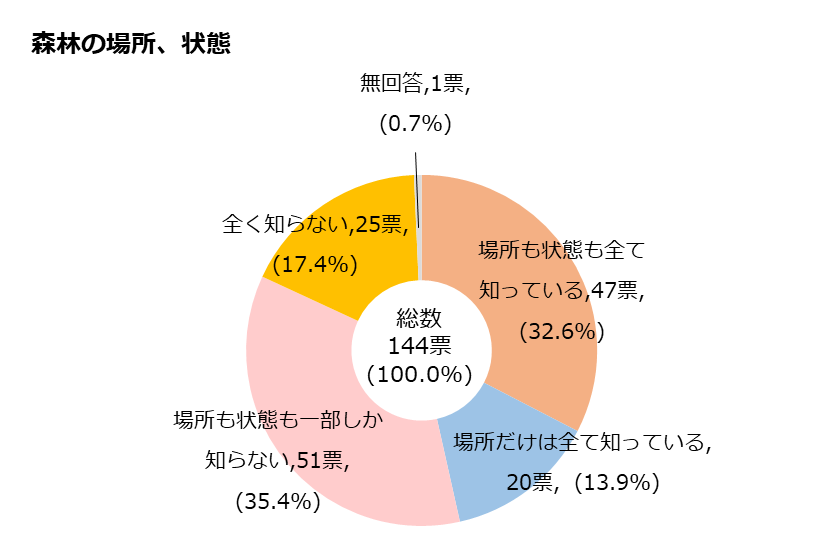 森林の場所、状態
無回答,1票,
(0.7%)
全く知らない,25票,
(17.4%)
場所も状態も全て
知っている,47票,
(32.6%)
総数
144票
(100.0%)
場所も状態も一部しか
知らない,51票,
(35.4%)
場所だけは全て知っている,
20票, (13.9%)